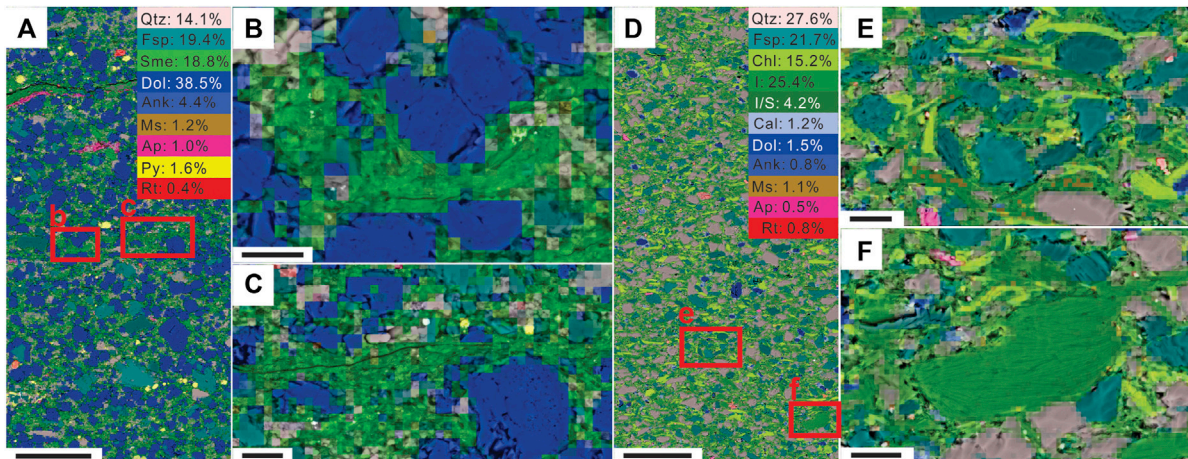 A
Qtz: 14.1%
Fsp: 19.4%
Sme: 18.8%
Dol: 38.5%
Ank: 4.4%
Ms: 1.2%
Ap: 1.0%
Py: 1.6%
Rt: 0.4%
b
c
B
C
D
Qtz: 27.6%
Fsp: 21.7%
Chl: 15.2%
I: 25.4%
I/S: 4.2%
Cal: 1.2%
Dol: 1.5%
Ank: 0.8%
Ms: 1.1%
Ap: 0.5%
Rt: 0.8%
e
f
E
F